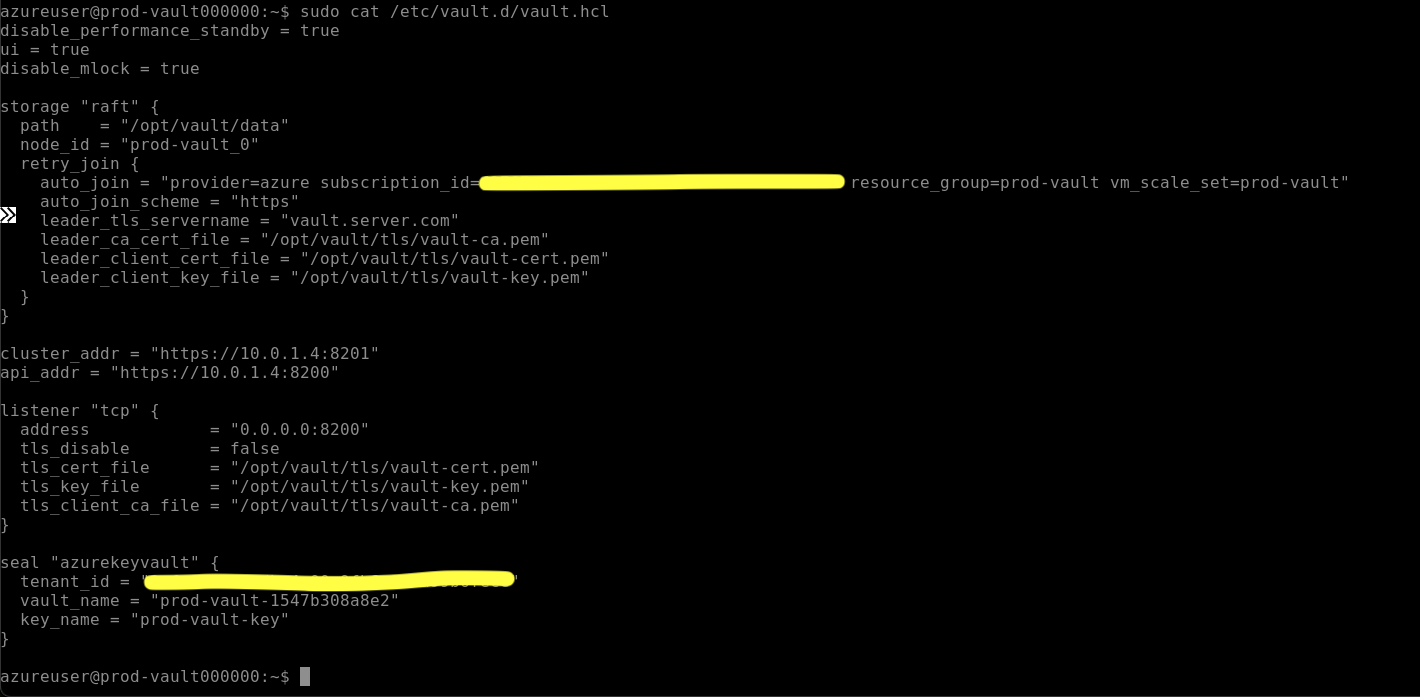 azureuser@prod-vault000000:~$ sudo cat /etc/vault.d/vault.hcl
disable_performance_standby = true
ui = true
disable_mlock = true
storage "raft" {
  path    = "/opt/vault/data"
  node_id = "prod-vault_0"
  retry_join {
    auto_join = "provider=azure subscription_id= resource_group=prod-vault vm_scale_set=prod-vault"
    auto_join_scheme = "https"
    leader_tls_servername = "vault.server.com"
    leader_ca_cert_file = "/opt/vault/tls/vault-ca.pem"
    leader_client_cert_file = "/opt/vault/tls/vault-cert.pem"
    leader_client_key_file = "/opt/vault/tls/vault-key.pem"
  }
}
cluster_addr = "https://10.0.1.4:8201"
api_addr = "https://10.0.1.4:8200"
listener "tcp" {
  address            = "0.0.0.0:8200"
  tls_disable        = false
  tls_cert_file      = "/opt/vault/tls/vault-cert.pem"
  tls_key_file       = "/opt/vault/tls/vault-key.pem"
  tls_client_ca_file = "/opt/vault/tls/vault-ca.pem"
}
seal "azurekeyvault" {
  tenant_id = "
  vault_name = "prod-vault-1547b308a8e2"
  key_name = "prod-vault-key"
}
azureuser@prod-vault000000:~$